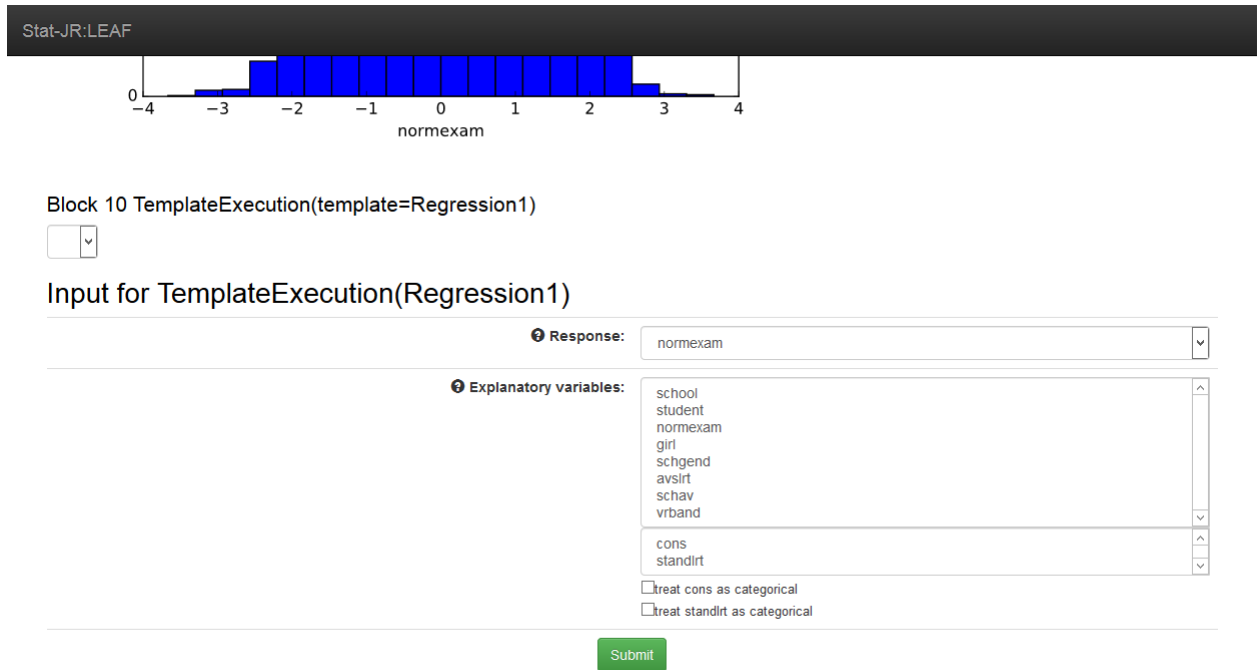 Stat-JR:LEAF
0
−4 −3 −2 −1 0 1 2 3 4
normexam
Block 10 TemplateExecution(template=Regression1)
Input for TemplateExecution(Regression1)
Response:
normexam
Explanatory variables:
school
student
normexam
girl
schgend
avslrt
schav
vrband
cons
standlrt
treat cons as categorical
treat standlrt as categorical
Submit